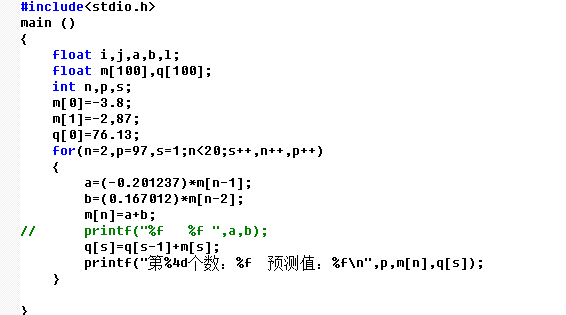 #include<stdio.h>
main ()
{
    float i,j,a,b,l;
    float m[100],q[100];
    int n,p,s;
    m[0]=-3.8;
    m[1]=-2,87;
    q[0]=76.13;
    for(n=2,p=97,s=1;n<20;s++,n++,p++)
    {
        a=(-0.201237)*m[n-1];
        b=(0.167012)*m[n-2];
        m[n]=a+b;
//      printf("%f   %f ",a,b);
        q[s]=q[s-1]+m[s];
        printf("第%4d个数: %f  预测值: %f\n",p,m[n],q[s]);
    }
}